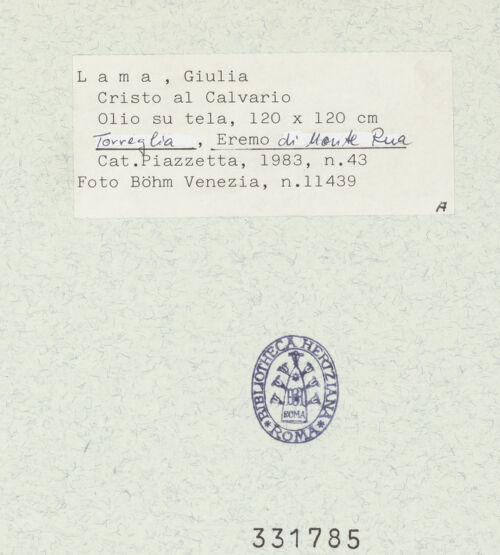 L a m a , Giulia
Cristo al Calvario
Olio su tela, 120 x 120 cm
Torreglia , Eremo di Monte Rua
Cat.Piazzetta, 1983, n.43
Foto Böhm Venezia, n.11439
A
BIBLIOTHECA HERTZIANA
ROMA
* ROMA *
331785